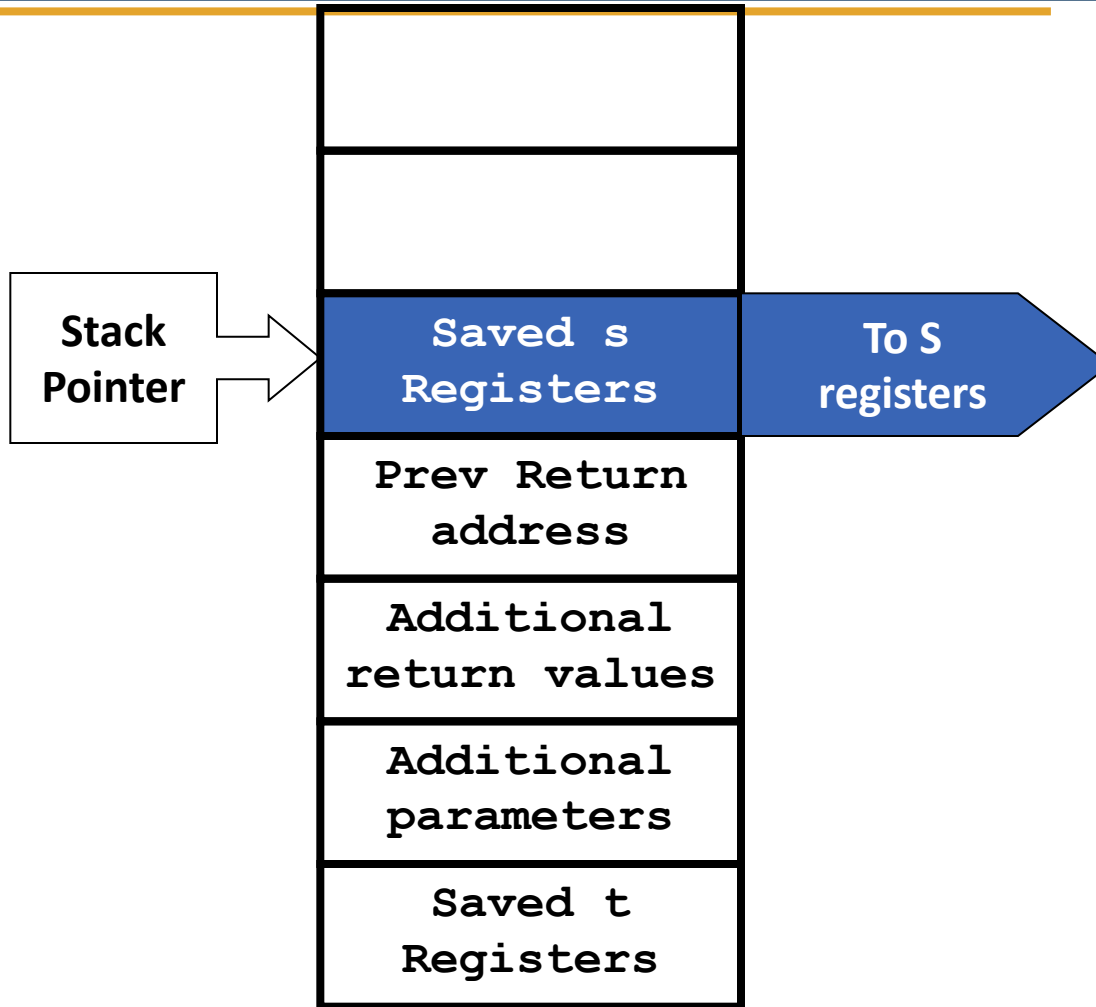 Stack
Pointer
Saved s
Registers
To S
registers
Prev Return
address
Additional
return values
Additional
parameters
Saved t
Registers